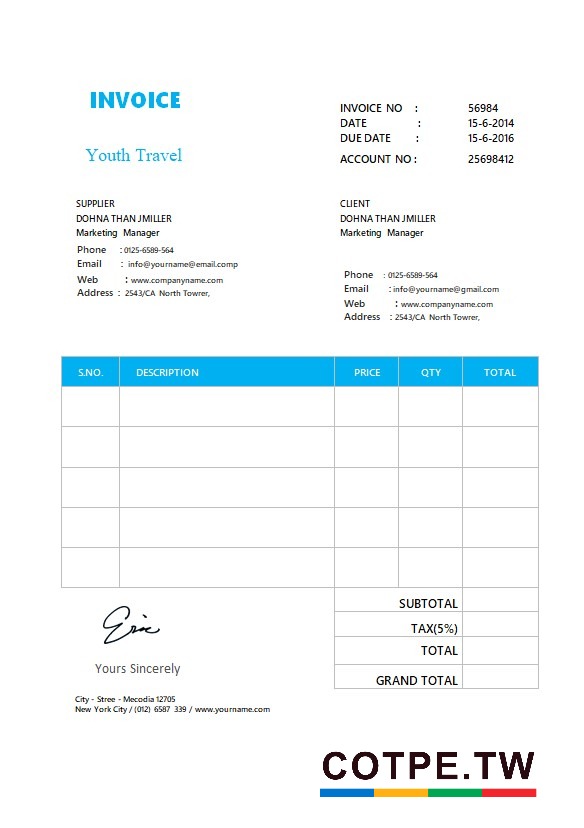 INVOICE
Youth Travel
INVOICE NO : 56984
DATE : 15-6-2014
DUE DATE : 15-6-2016
ACCOUNT NO : 25698412
SUPPLIER
DOHNA THAN JMILLER
Marketing Manager
Phone : 0125-6589-564
Email : info@yourname@email.comp
Web : www.companyname.com
Address : 2543/CA North Towrer,
CLIENT
DOHNA THAN JMILLER
Marketing Manager
Phone : 0125-6589-564
Email : info@yourname@gmail.com
Web : www.companyname.com
Address : 2543/CA North Towrer,
S.NO. DESCRIPTION PRICE QTY TOTAL
SUBTOTAL
TAX(5%)
TOTAL
GRAND TOTAL
Eric
Yours Sincerely
City - Stree - Mecodia 12705
New York City / (012) 6587 339 / www.yourname.com
COTPE.TW